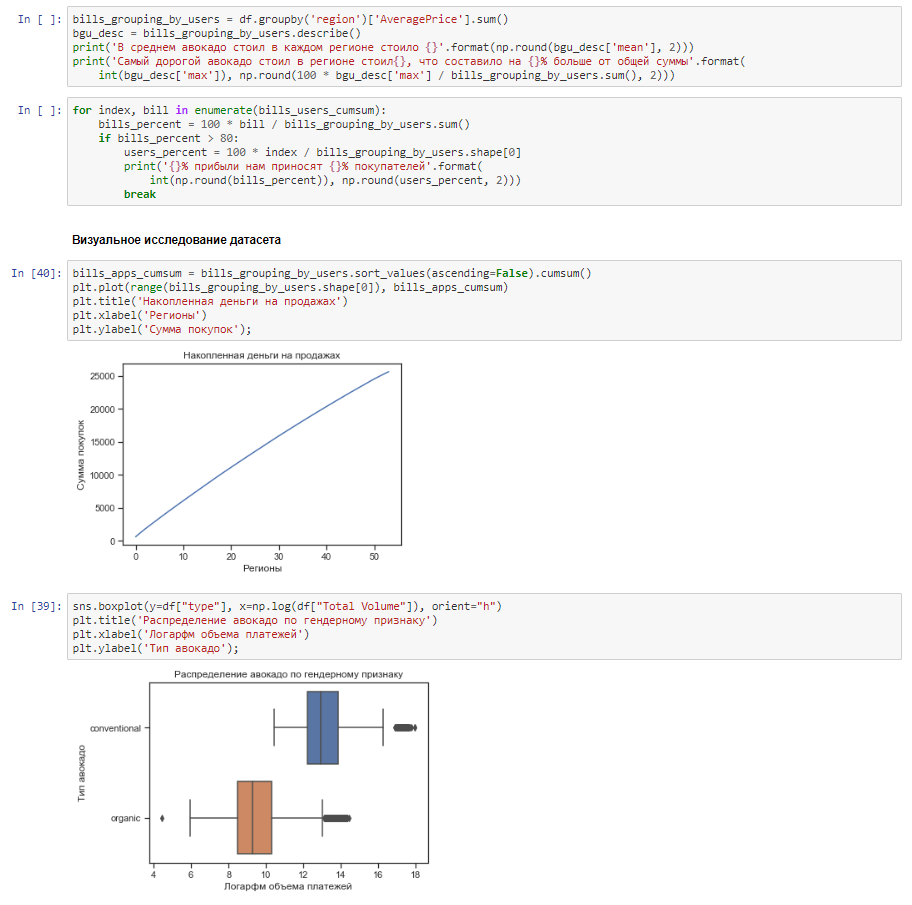 In [ ]: bills_grouping_by_users = df.groupby('region')['AveragePrice'].sum()
bgu_desc = bills_grouping_by_users.describe()
print('В среднем авокадо стоил в каждом регионе стоило {}'.format(np.round(bgu_desc['mean'], 2)))
print('Самый дорогой авокадо стоил в регионе стоил{}, что составило на {}% больше от общей суммы'.format(
int(bgu_desc['max']), np.round(100 * bgu_desc['max'] / bills_grouping_by_users.sum(), 2)))
In [ ]: for index, bill in enumerate(bills_users_cumsum):
bills_percent = 100 * bill / bills_grouping_by_users.sum()
if bills_percent > 80:
users_percent = 100 * index / bills_grouping_by_users.shape[0]
print('{}% прибыли нам приносят {}% покупателей'.format(
int(np.round(bills_percent)), np.round(users_percent, 2)))
break
Визуальное исследование датасета
In [40]: bills_apps_cumsum = bills_grouping_by_users.sort_values(ascending=False).cumsum()
plt.plot(range(bills_grouping_by_users.shape[0]), bills_apps_cumsum)
plt.title('Накопленная деньги на продажах')
plt.xlabel('Регионы')
plt.ylabel('Сумма покупок');
Накопленная деньги на продажах
Сумма покупок
25000
20000
15000
10000
5000
0
0 10 20 30 40 50
Регионы
In [39]: sns.boxplot(y=df["type"], x=np.log(df["Total Volume"]), orient="h")
plt.title('Распределение авокадо по гендерному признаку')
plt.xlabel('Логарфм объема платежей')
plt.ylabel('Тип авокадо');
Распределение авокадо по гендерному признаку
Тип авокадо
conventional
organic
4 6 8 10 12 14 16 18
Логарфм объема платежей